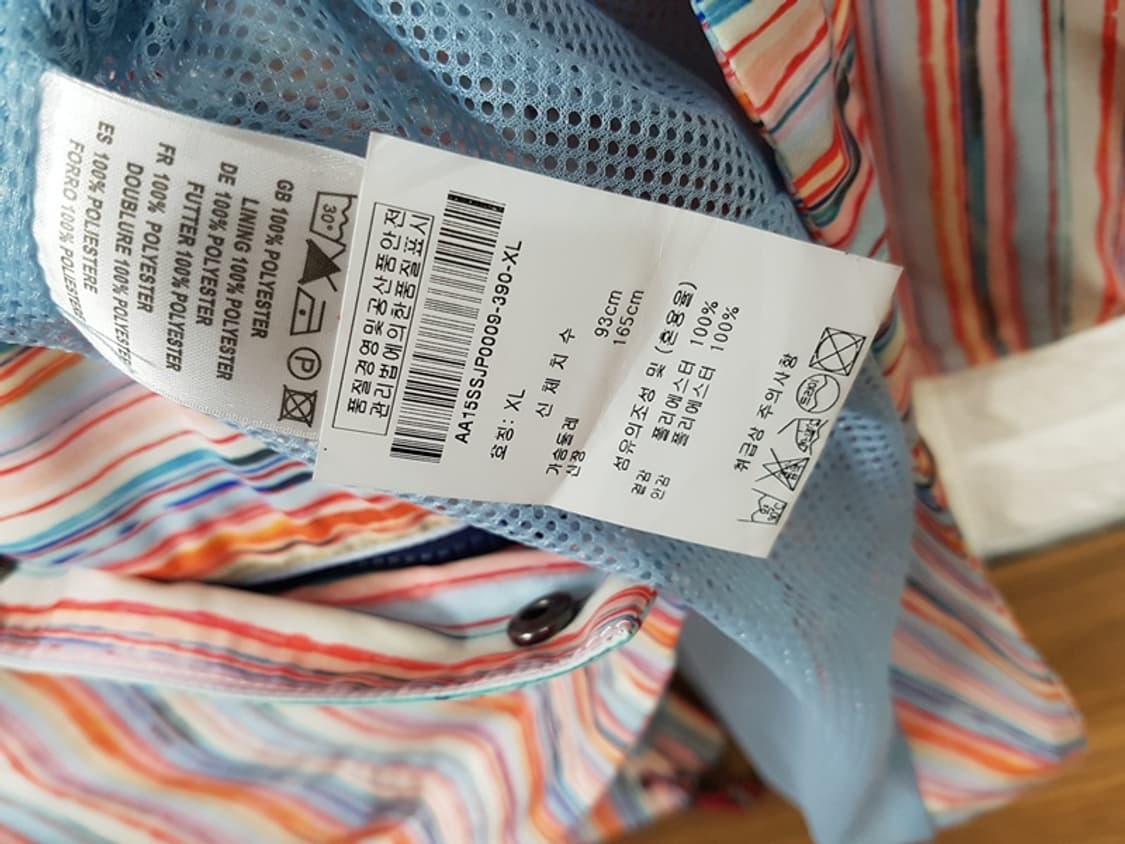 30°
GB 100% POLYESTER
LINING 100% POLYESTER
DE 100% POLYESTER
FUTTER 100% POLYESTER
FR 100% POLYESTER
DOUBLURE 100% POLYESTER
ES 100% POLIESTERE
FORRO 100% POLIESTERE
P
품질경영및공산품안전
관리법에의한품질표시
AA15SSJP0009-390-XL
호칭: XL
신 체 치 수
가슴둘레 93cm
신장 165cm
섬유의조성 및 (혼용율)
겉감 폴리에스터 100%
안감 폴리에스터 100%
취급상 주의사항